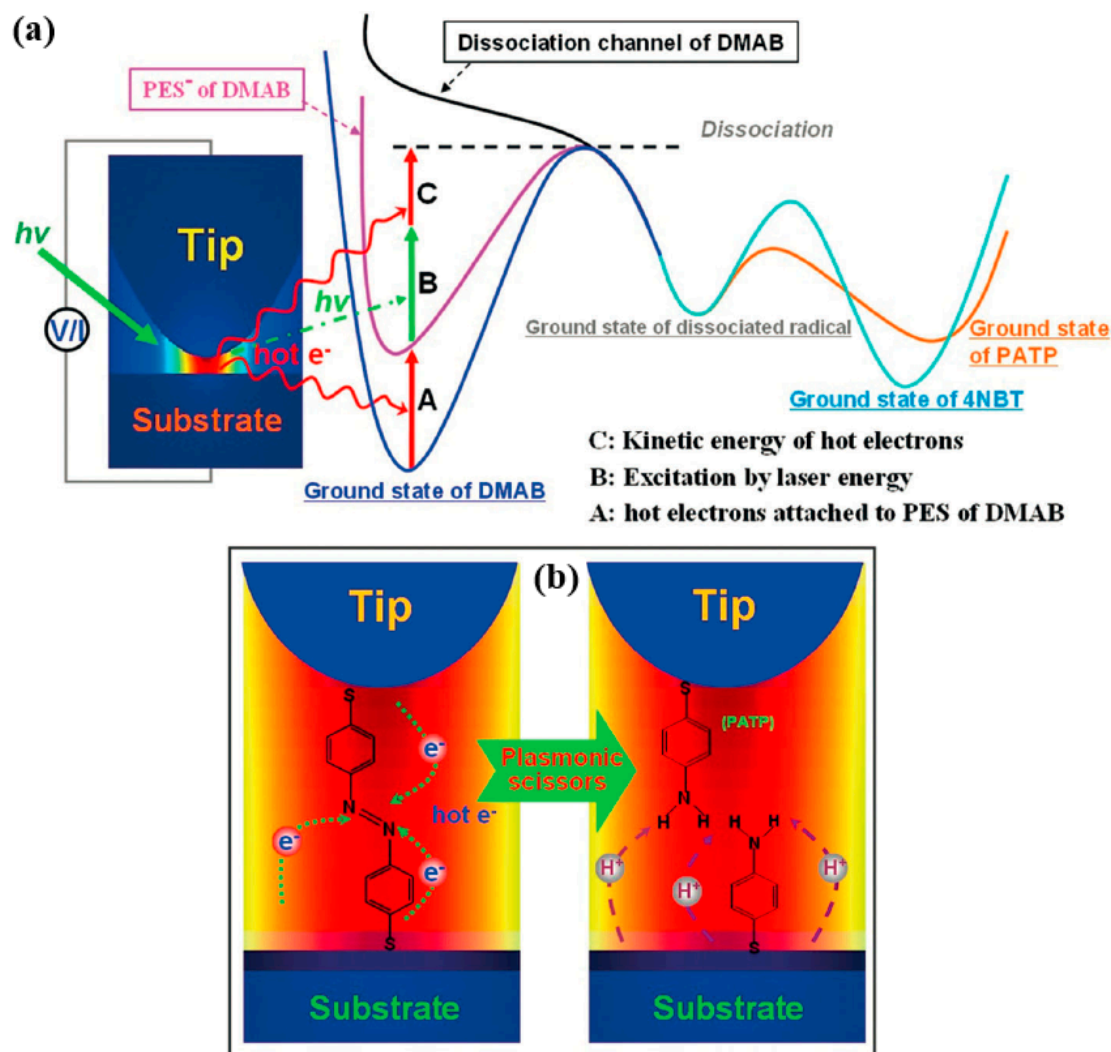 (a)
Dissociation channel of DMAB
PES⁻ of DMAB
Dissociation
hν
Tip
C
B
hν
V/I
hot e⁻
A
Substrate
Ground state of DMAB
Ground state of dissociated radical
Ground state
of PATP
Ground state of 4NBT
C: Kinetic energy of hot electrons
B: Excitation by laser energy
A: hot electrons attached to PES of DMAB
(b)
Tip
S
e⁻
N
N
hot e⁻
e⁻
e⁻
S
Substrate
Plasmonic
scissors
Tip
S
(PATP)
N
H H
H H
N
H⁺
H⁺
H⁺
S
Substrate